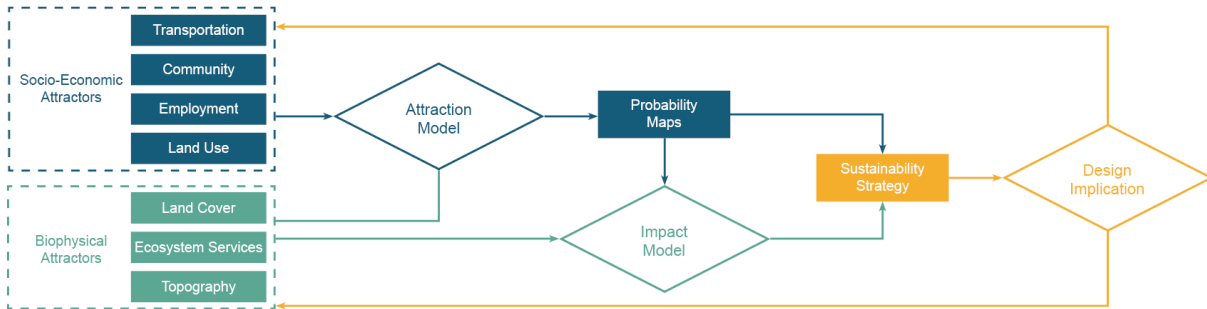 Socio-Economic
Attractors
Transportation
Community
Employment
Land Use
Biophysical
Attractors
Land Cover
Ecosystem Services
Topography
Attraction
Model
Probability
Maps
Impact
Model
Sustainability
Strategy
Design
Implication